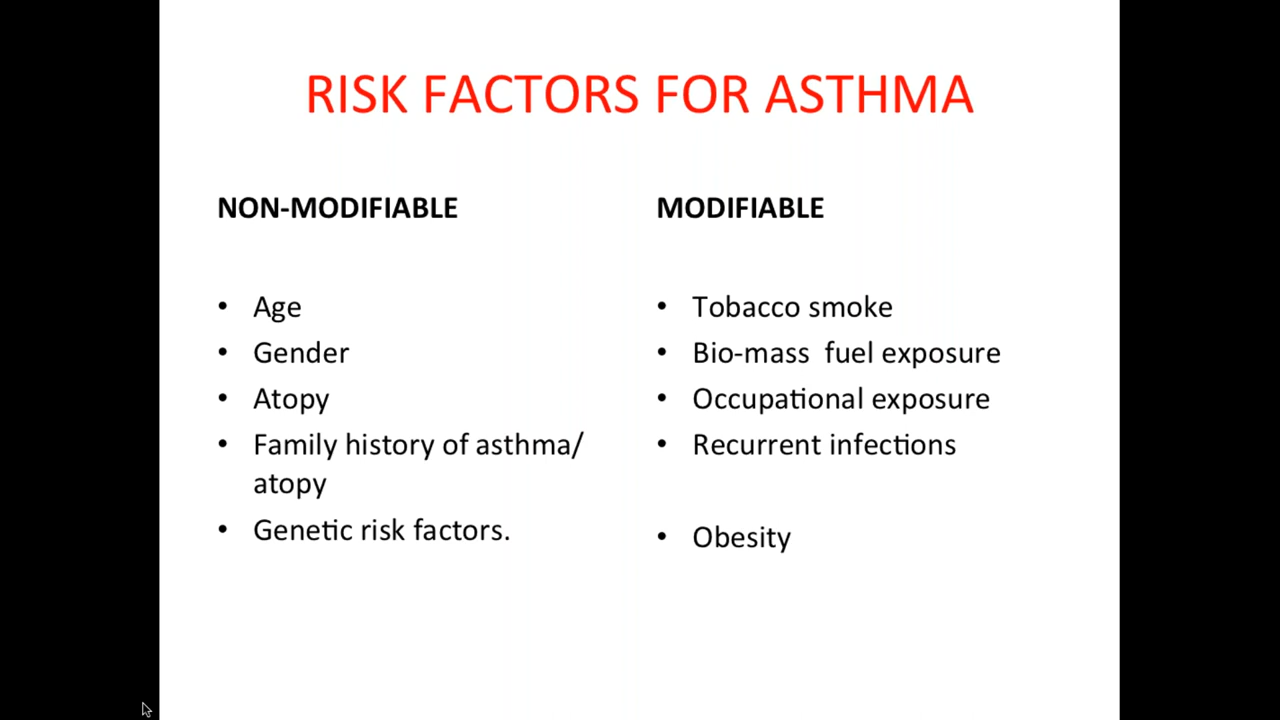 RISK FACTORS FOR ASTHMA
NON-MODIFIABLE
• Age
• Gender
• Atopy
• Family history of asthma/
atopy
• Genetic risk factors.
MODIFIABLE
• Tobacco smoke
• Bio-mass  fuel exposure
• Occupational exposure
• Recurrent infections
• Obesity